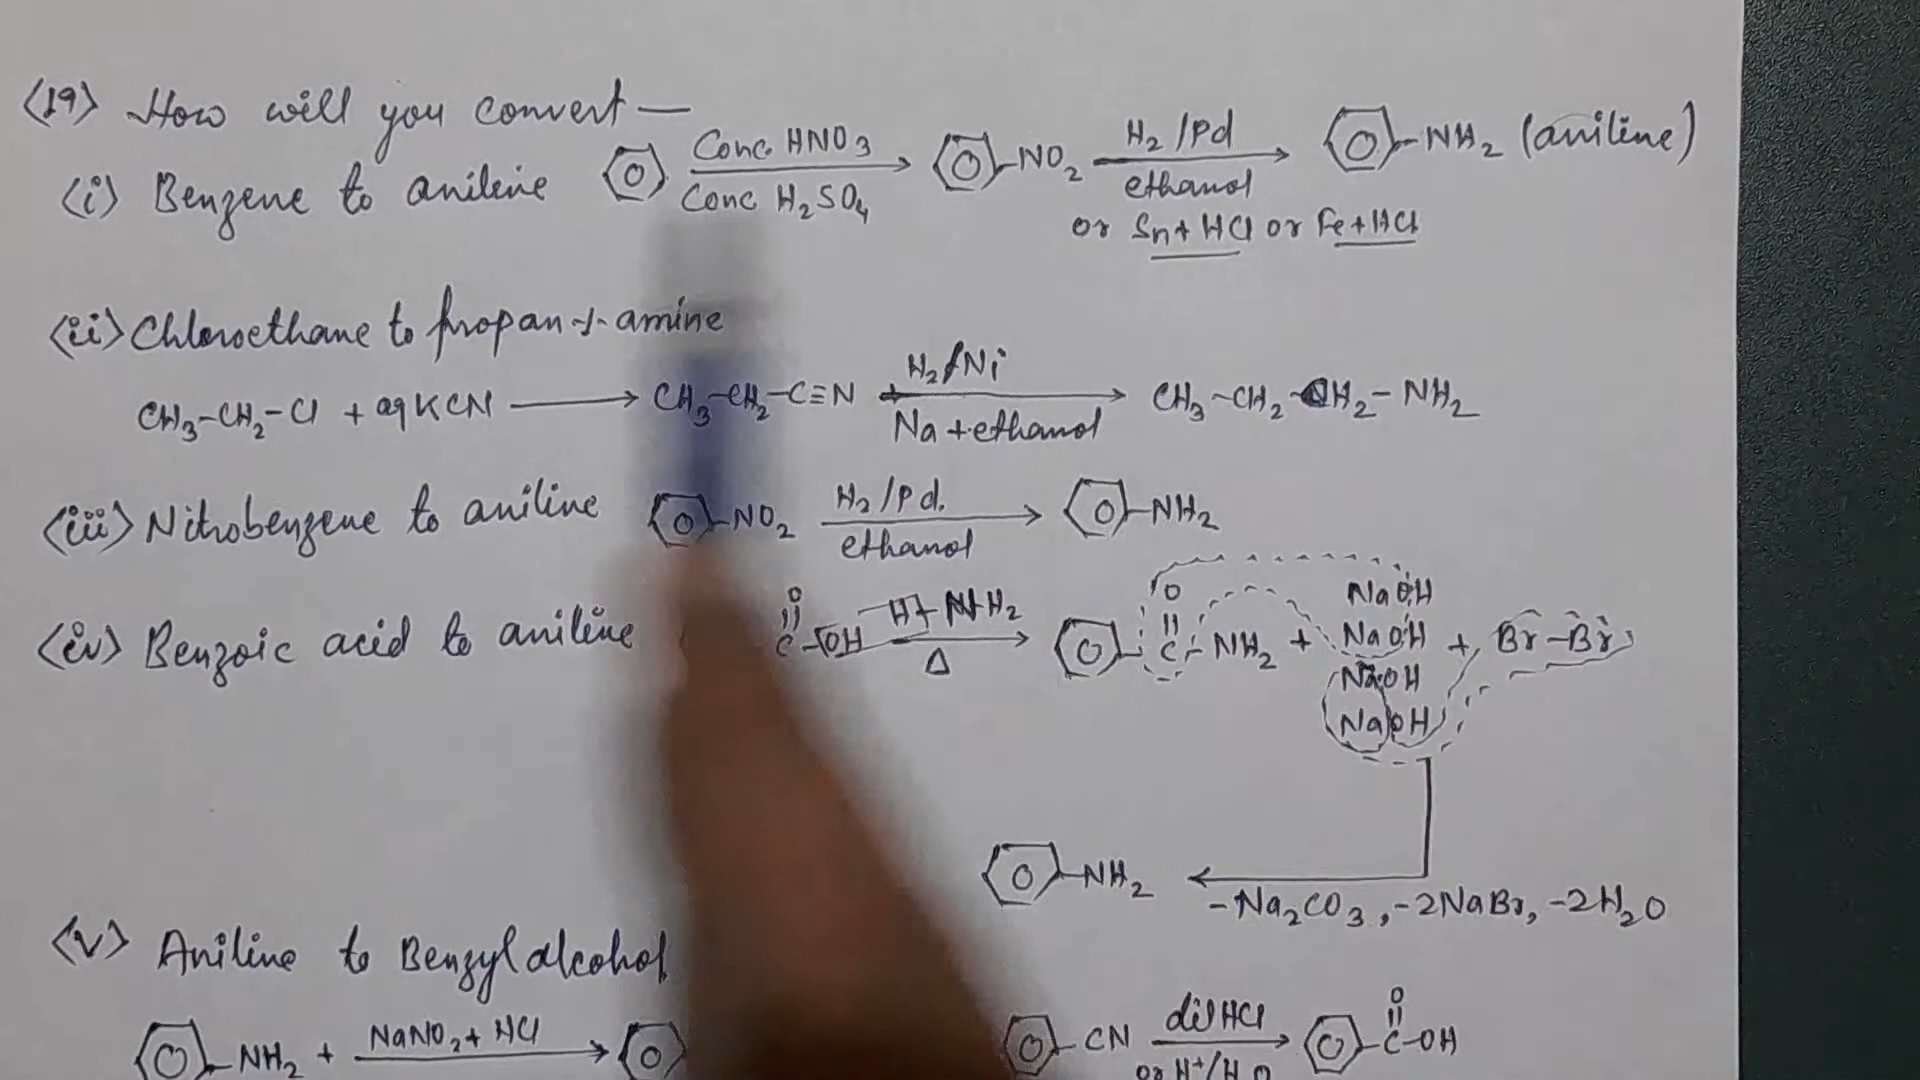 <19> How will you convert —
(i) Benzene to aniline Conc. HNO3 Conc H2SO4 -NO2 H2/Pd ethanol -NH2 (aniline)
or Sn+HCl or Fe+HCl
(ii) Chloroethane to propan-1-amine
CH3-CH2-Cl + aq KCN → CH3-CH2-C≡N H2/Ni Na+ethanol → CH3-CH2-CH2-NH2
(iii) Nitrobenzene to aniline -NO2 H2/Pd. ethanol → -NH2
(iv) Benzoic acid to aniline O C-OH H+NH2 Δ → O C-NH2 + NaOH NaOH NaOH NaOH + Br-Br
-NH2 ← -Na2CO3, -2NaBr, -2H2O
(v) Aniline to Benzyl alcohol
-NH2 + NaNO2+HCl → -CN dil HCl or H+/H2O → O C-OH